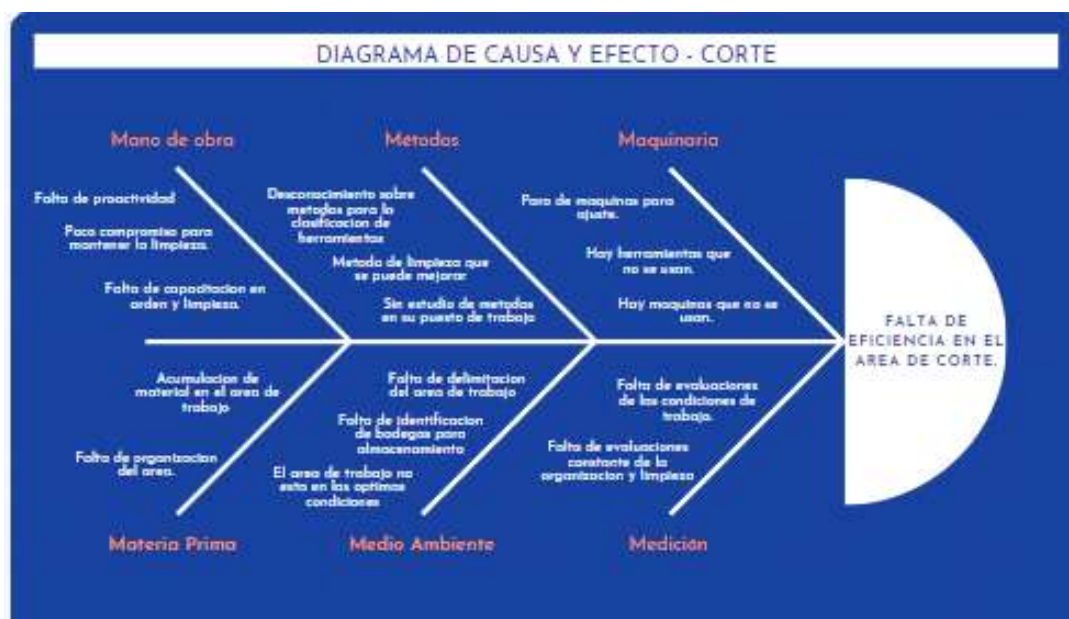 DIAGRAMA DE CAUSA Y EFECTO - CORTE
Mano de obra
Metodos
Maquinaria
Falta de proactividad
Poco compromiso para
mantener la limpieza.
Falta de capacitacion en
orden y limpieza.
Desconocimiento sobre
metodos para la
clasificacion de
herramientas
Metodo de limpieza que
se puede mejorar
Sin estudio de metodos
en su puesto de trabajo
Paro de maquinas para
ajuste.
Hay herramientas que
no se usan.
Hay maquinas que no se
usan.
FALTA DE
EFICIENCIA EN EL
AREA DE CORTE.
Acumulacion de
material en el area de
trabajo
Falta de organizacion
del area.
Falta de delimitacion
del area de trabajo
Falta de identificacion
de bodegas para
almacenamiento
El area de trabajo no
esta en las optimas
condiciones
Falta de evaluaciones
de las condiciones de
trabajo.
Falta de evaluaciones
constante de la
organizacion y limpieza
Materia Prima
Medio Ambiente
Medición